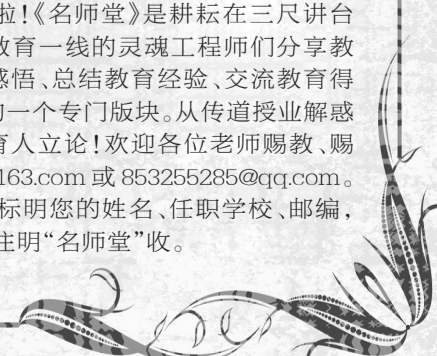 啦!《名师堂》是耕耘在三尺讲台
教育一线的灵魂工程师们分享教
感悟、总结教育经验、交流教育得
的一个专门版块。从传道授业解惑
育人立论!欢迎各位老师赐教、赐
163.com 或 853255285@qq.com。
标明您的姓名、任职学校、邮编,
注明“名师堂”收。